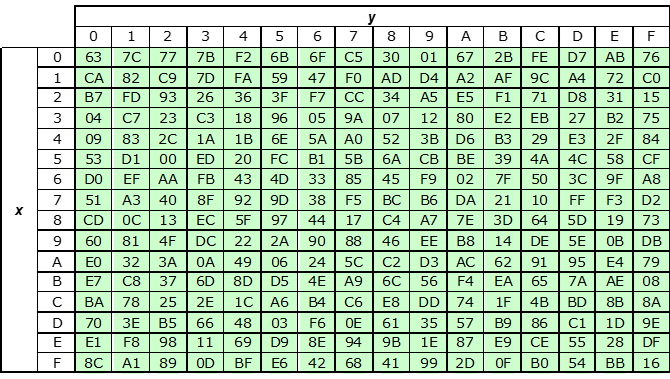 y
0 1 2 3 4 5 6 7 8 9 A B C D E F
0 63 7C 77 7B F2 6B 6F C5 30 01 67 2B FE D7 AB 76
1 CA 82 C9 7D FA 59 47 F0 AD D4 A2 AF 9C A4 72 C0
2 B7 FD 93 26 36 3F F7 CC 34 A5 E5 F1 71 D8 31 15
3 04 C7 23 C3 18 96 05 9A 07 12 80 E2 EB 27 B2 75
4 09 83 2C 1A 1B 6E 5A A0 52 3B D6 B3 29 E3 2F 84
5 53 D1 00 ED 20 FC B1 5B 6A CB BE 39 4A 4C 58 CF
6 D0 EF AA FB 43 4D 33 85 45 F9 02 7F 50 3C 9F A8
x 7 51 A3 40 8F 92 9D 38 F5 BC B6 DA 21 10 FF F3 D2
8 CD 0C 13 EC 5F 97 44 17 C4 A7 7E 3D 64 5D 19 73
9 60 81 4F DC 22 2A 90 88 46 EE B8 14 DE 5E 0B DB
A E0 32 3A 0A 49 06 24 5C C2 D3 AC 62 91 95 E4 79
B E7 C8 37 6D 8D D5 4E A9 6C 56 F4 EA 65 7A AE 08
C BA 78 25 2E 1C A6 B4 C6 E8 DD 74 1F 4B BD 8B 8A
D 70 3E B5 66 48 03 F6 0E 61 35 57 B9 86 C1 1D 9E
E E1 F8 98 11 69 D9 8E 94 9B 1E 87 E9 CE 55 28 DF
F 8C A1 89 0D BF E6 42 68 41 99 2D 0F B0 54 BB 16